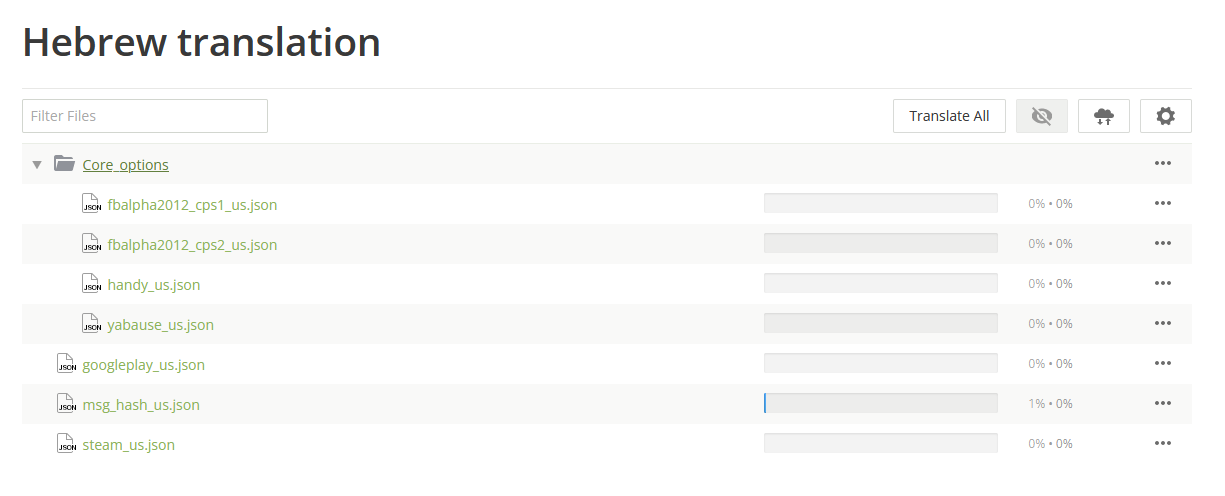 Hebrew translation
Filter Files
Translate All
Core_options
JSON fbalpha2012_cps1_us.json 0% • 0%
JSON fbalpha2012_cps2_us.json 0% • 0%
JSON handy_us.json 0% • 0%
JSON yabause_us.json 0% • 0%
JSON googleplay_us.json 0% • 0%
JSON msg_hash_us.json 1% • 0%
JSON steam_us.json 0% • 0%